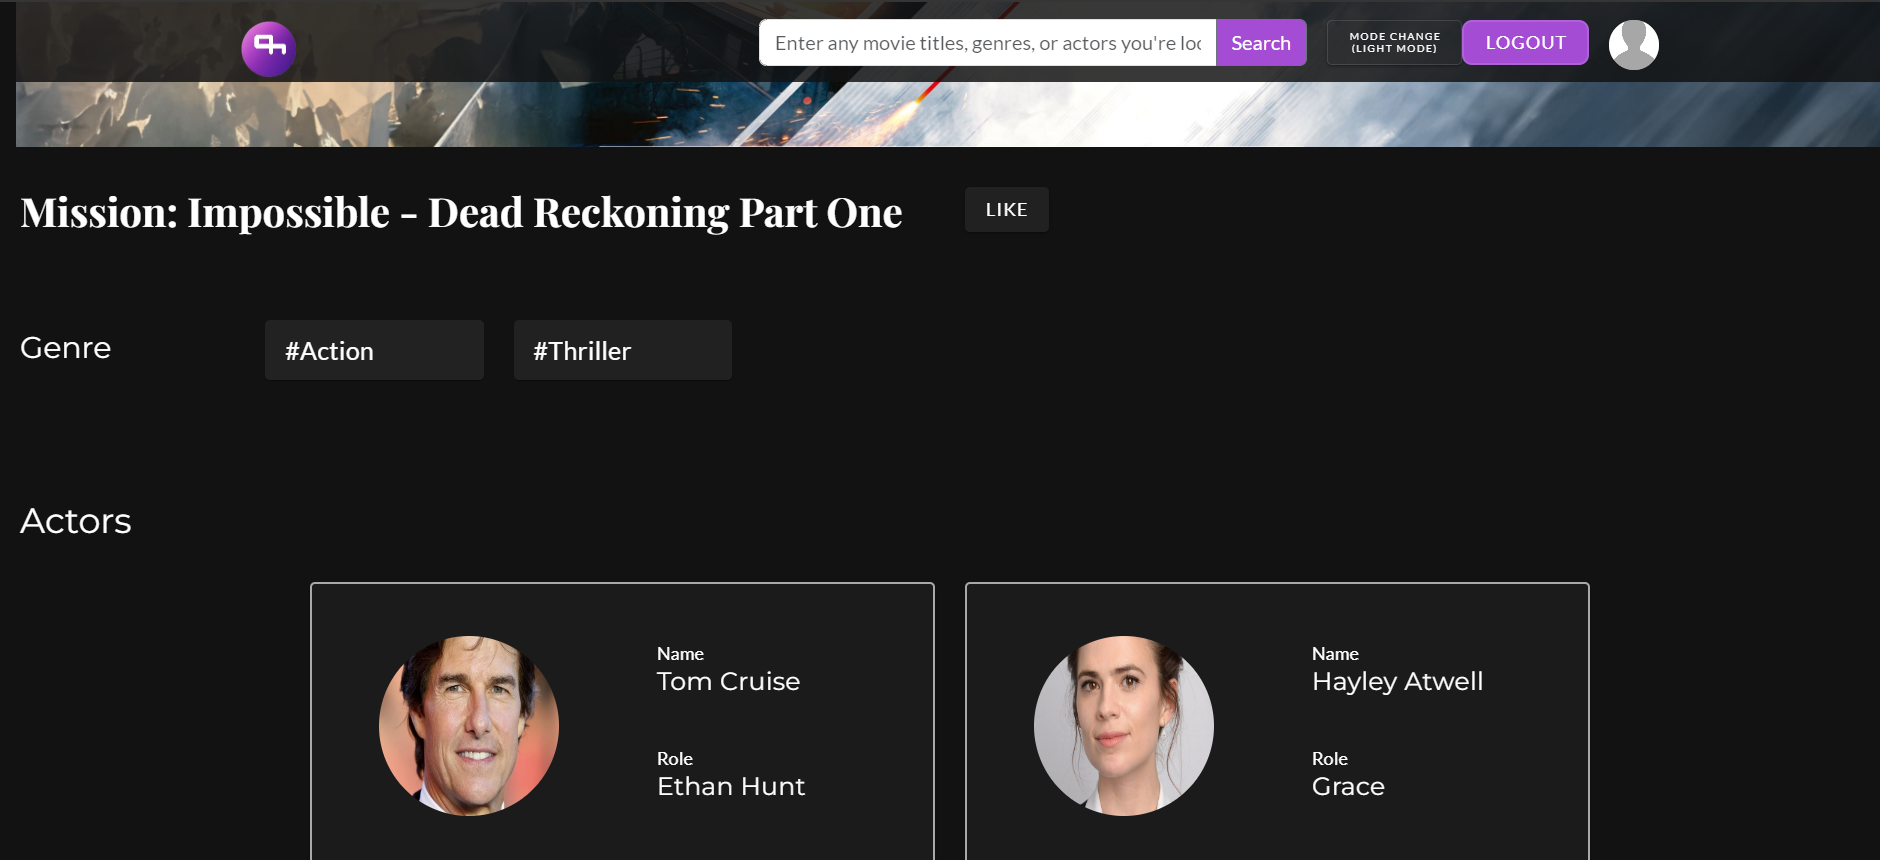 Enter any movie titles, genres, or actors you're loo
Search
MODE CHANGE
(LIGHT MODE)
LOGOUT
Mission: Impossible - Dead Reckoning Part One
LIKE
Genre
#Action
#Thriller
Actors
Name
Tom Cruise
Role
Ethan Hunt
Name
Hayley Atwell
Role
Grace